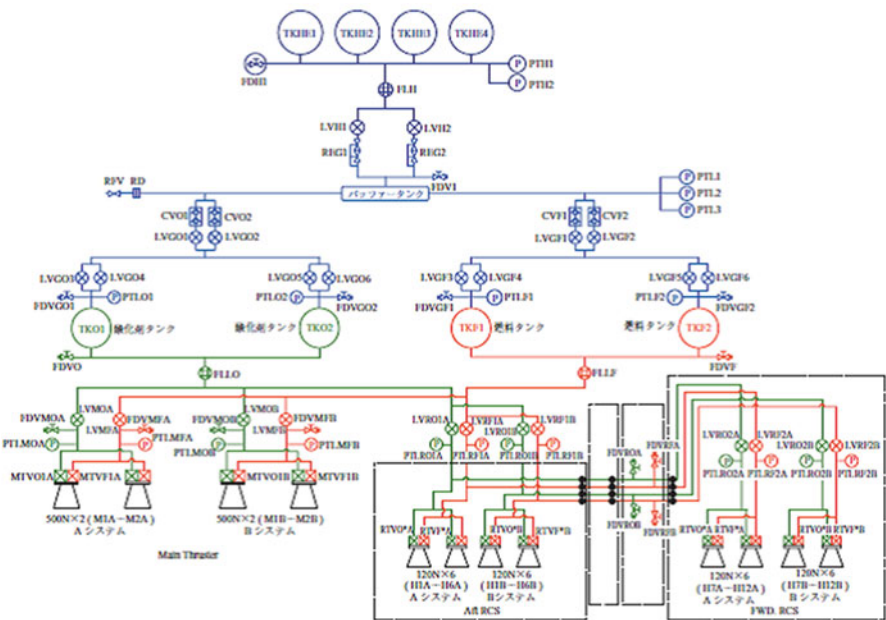 TKHE1 TKHE2 TKHE3 TKHE4
P PTH1
FDH1
P PTH2
FLH
LVH1 LVH2
REG1 REG2
RFV RD
FDV1
バッファータンク
P PTL1
P PTL2
P PTL3
CVO1 CVO2
CVF1 CVF2
LVGO1 LVGO2
LVGF1 LVGF2
LVGO3 LVGO4
LVGO5 LVGO6
LVGF3 LVGF4
LVGF5 LVGF6
FDVGO1 P PTLO1
PTLO2 P FDVGO2
FDVGF1 P PTLF1
PTLF2 P FDVGF2
TKO1 酸化剤タンク
酸化剤タンク TKO2
TKF1 燃料タンク
燃料タンク TKF2
FDVO
FDVF
FLLO
FLLF
LVMOA
FDVMOA
LVMFA
FDVMFA
LVMOB
FDVMOB
LVMFB
FDVMFB
PTLMOA P
P PTLMFA
PTLMOB P
P PTLMFB
MTVO1A MTVF1A
MTVO1B MTVF1B
500N×2 (M1A−M2A)
Aシステム
500N×2 (M1B−M2B)
Bシステム
Main Thruster
LVRO1A
LVRF1A
LVRO1B
LVRF1B
P P P P
PTLRO1A
PTLRF1A
PTLRO1B
PTLRF1B
FDVROA
FDVRFA
FDVROB
FDVRFB
LVRO2A
LVRF2A
LVRO2B
LVRF2B
P P P P
PTLRO2A
PTLRF2A
PTLRO2B
PTLRF2B
RTVO*A RTVF*A RTVO*B RTVF*B
120N×6
(H1A−H6A)
Aシステム
120N×6
(H1B−H6B)
Bシステム
Aft RCS
RTVO*A RTVF*A RTVO*B RTVF*B
120N×6
(H7A−H12A)
Aシステム
120N×6
(H7B−H12B)
Bシステム
FWD. RCS